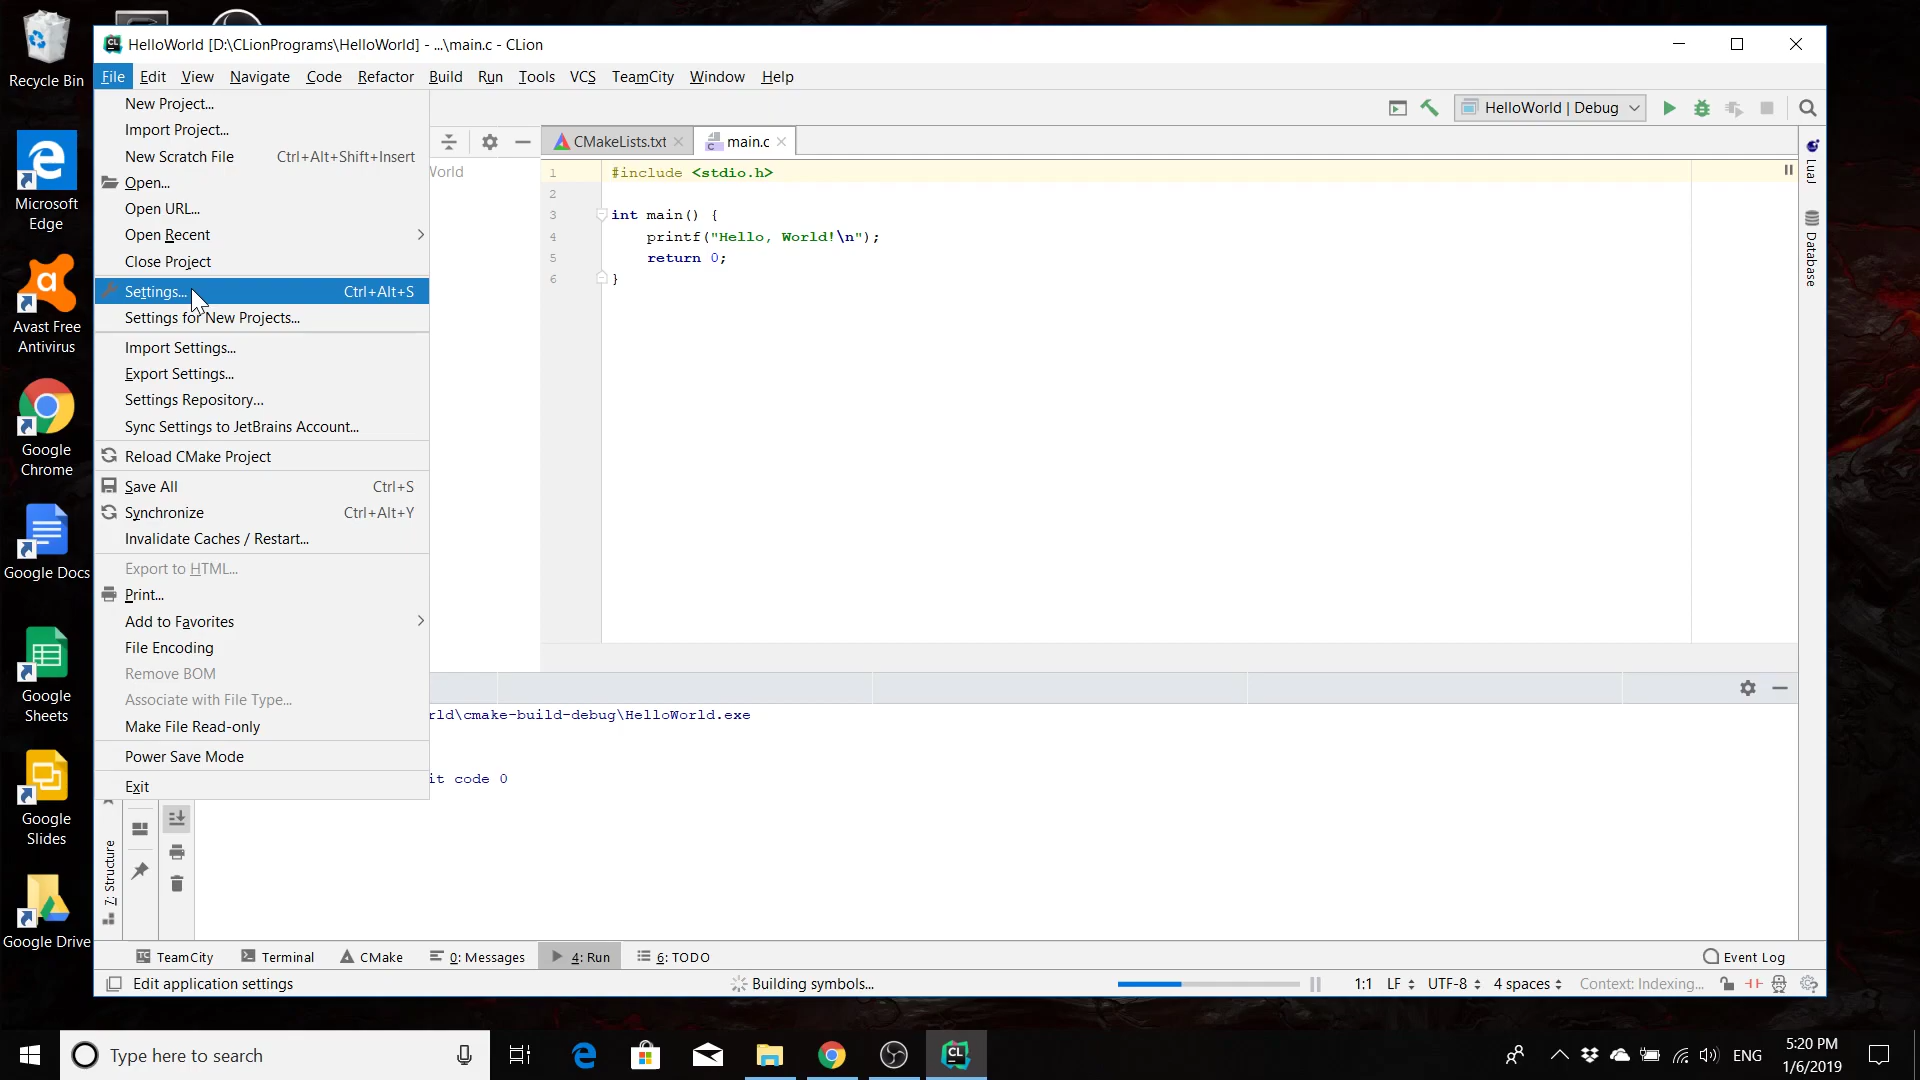 Recycle Bin
Microsoft
Edge
Avast Free
Antivirus
Google
Chrome
Google Docs
Google
Sheets
Google
Slides
Google Drive
CL HelloWorld [D:\CLionPrograms\HelloWorld] - ...\main.c - CLion
File Edit View Navigate Code Refactor Build Run Tools VCS TeamCity Window Help
New Project...
Import Project...
New Scratch File Ctrl+Alt+Shift+Insert
Open...
Open URL...
Open Recent
Close Project
Settings... Ctrl+Alt+S
Settings for New Projects...
Import Settings...
Export Settings...
Settings Repository...
Sync Settings to JetBrains Account...
Reload CMake Project
Save All Ctrl+S
Synchronize Ctrl+Alt+Y
Invalidate Caches / Restart...
Export to HTML...
Print...
Add to Favorites
File Encoding
Remove BOM
Associate with File Type...
Make File Read-only
Power Save Mode
Exit
HelloWorld | Debug
CMakeLists.txt main.c
1 #include <stdio.h>
2
3 int main() {
4 printf("Hello, World!\n");
5 return 0;
6 }
LuaJ
Database
rld\cmake-build-debug\HelloWorld.exe
it code 0
7: Structure
TeamCity Terminal CMake 0: Messages 4: Run 6: TODO Event Log
Edit application settings Building symbols... 1:1 LF UTF-8 4 spaces Context: Indexing...
Type here to search CL ENG 5:20 PM
1/6/2019